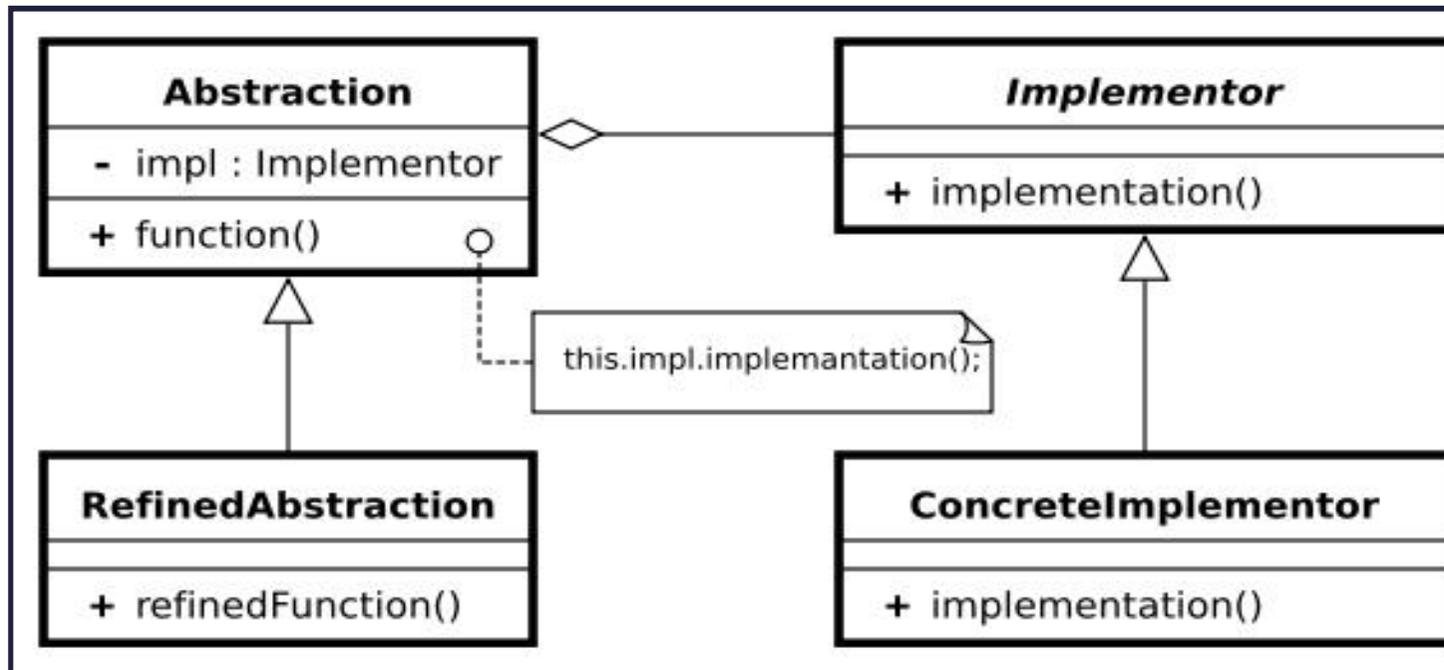 Abstraction
- impl : Implementor
+ function()
Implementor
+ implementation()
this.impl.implemantation();
RefinedAbstraction
+ refinedFunction()
ConcreteImplementor
+ implementation()